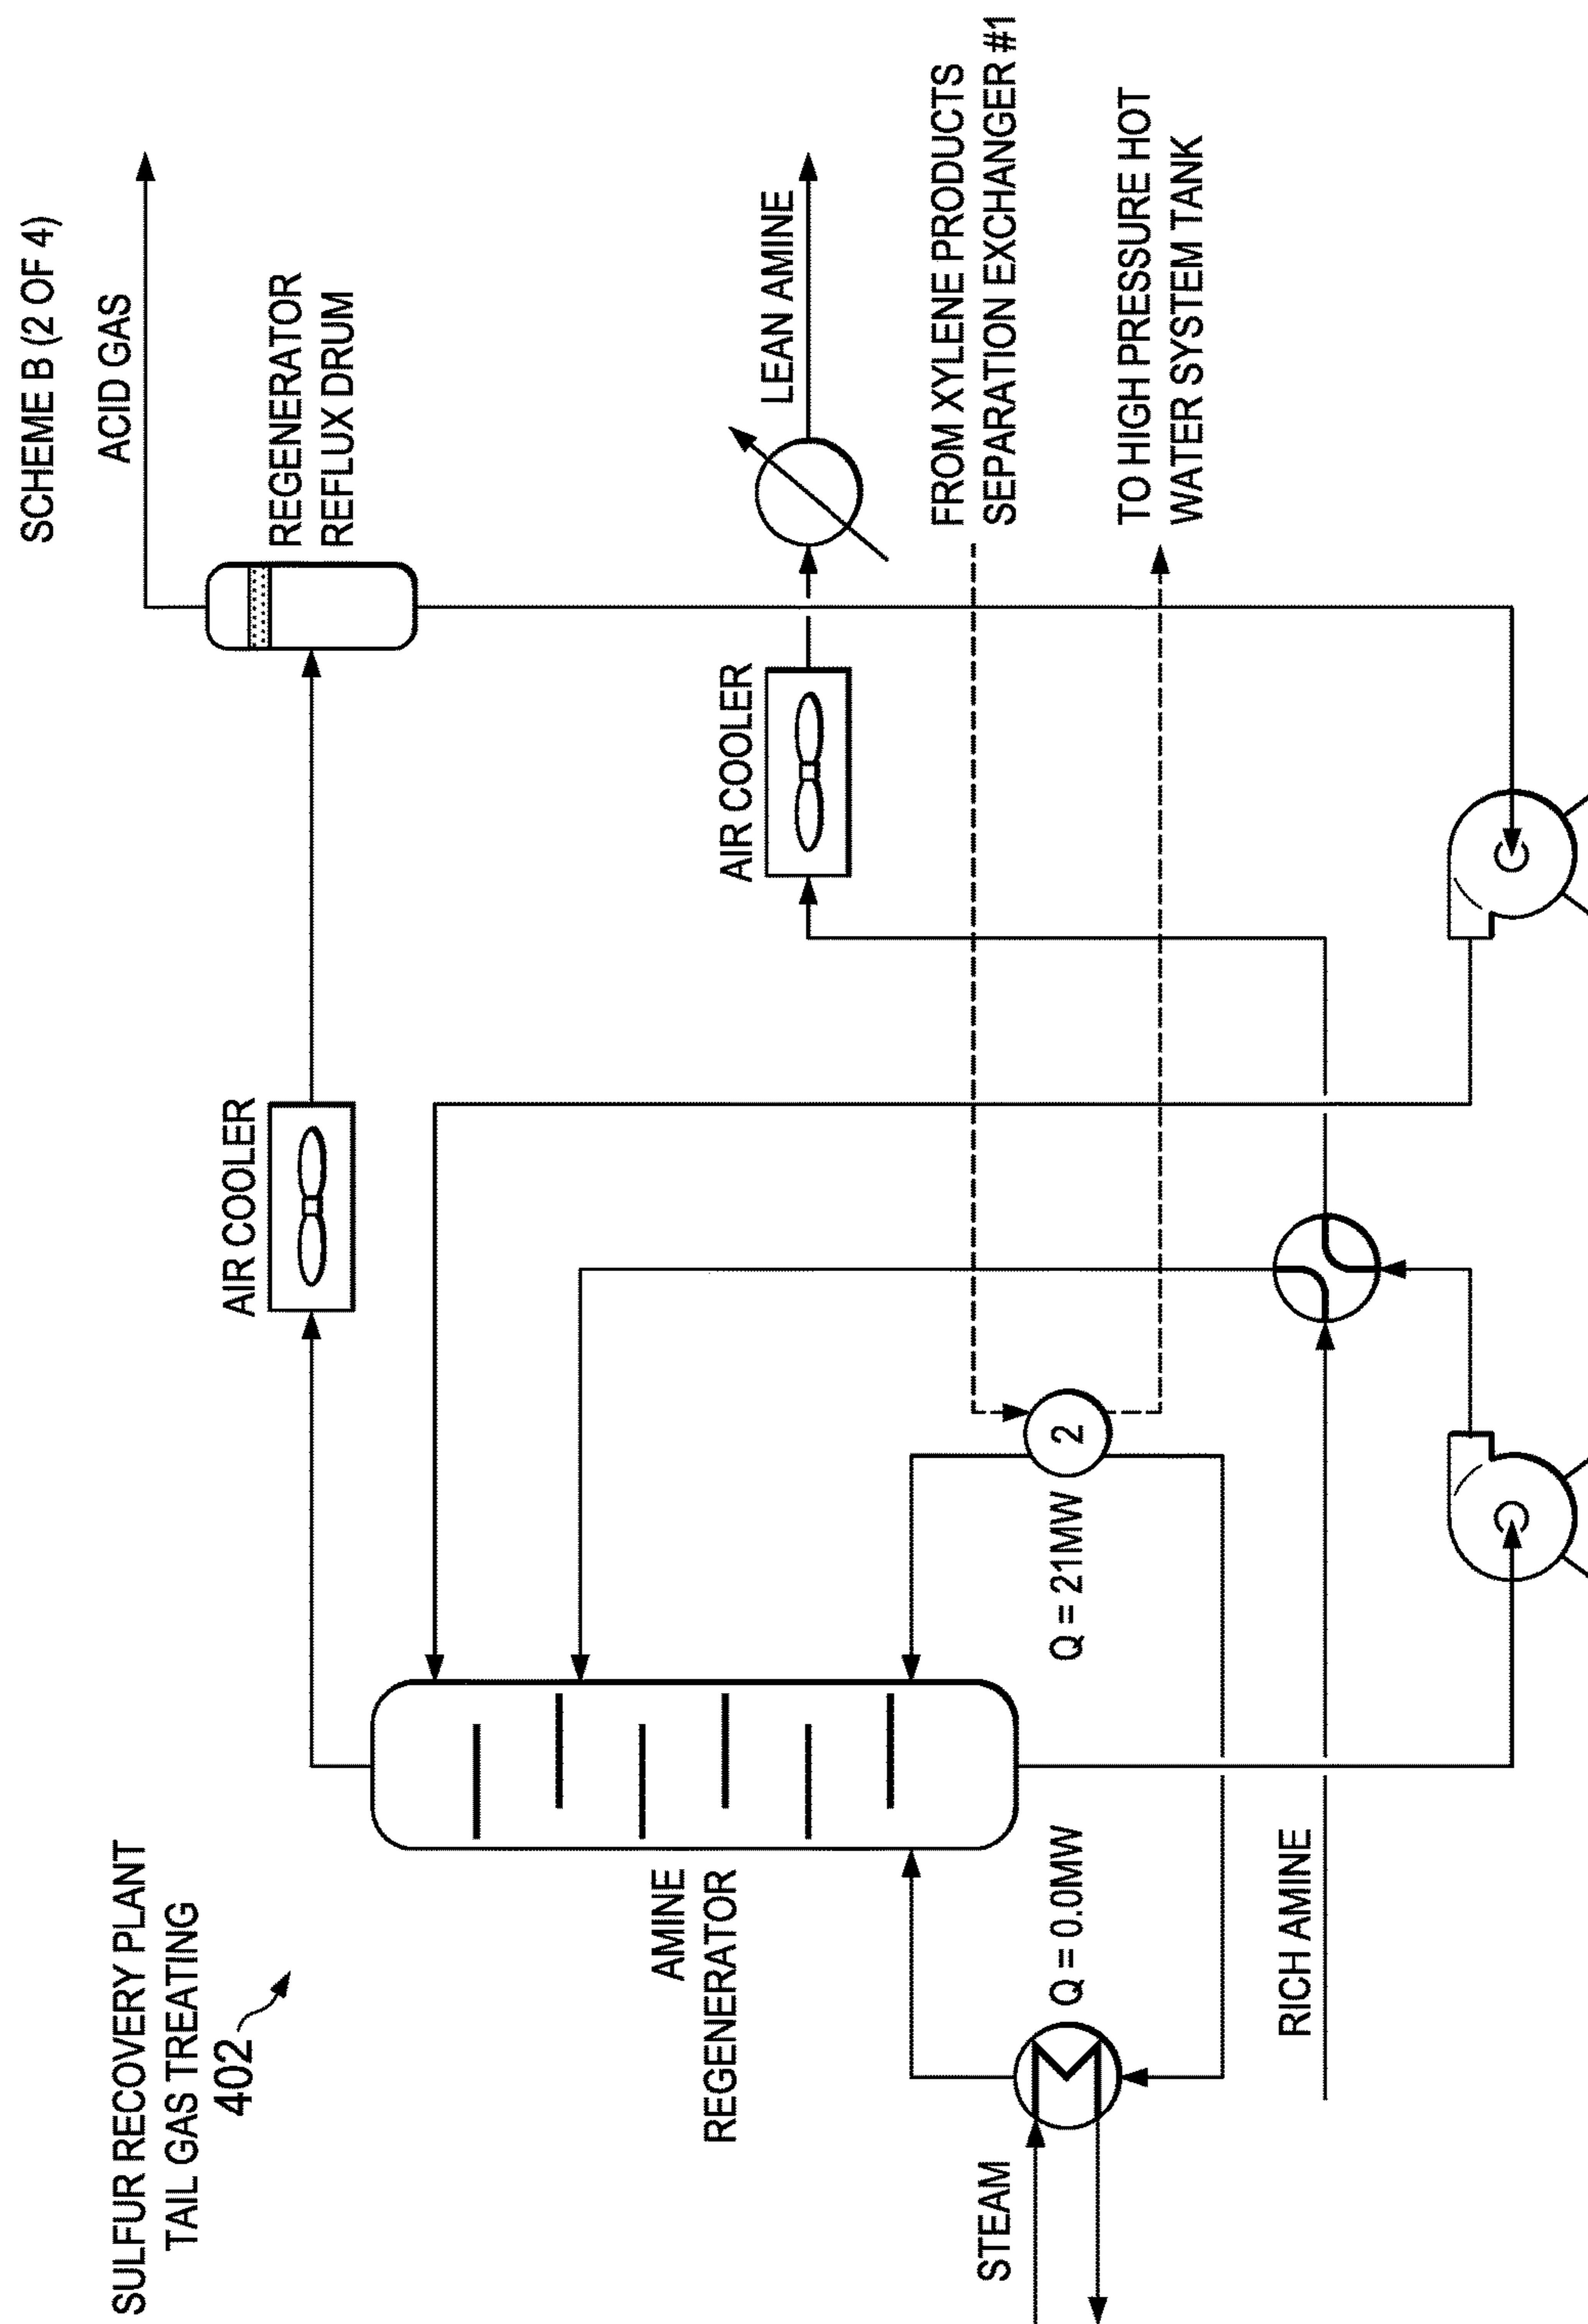 SCHEME B (2 OF 4)
SULFUR RECOVERY PLANT
TAIL GAS TREATING
402
ACID GAS
AIR COOLER
REGENERATOR
REFLUX DRUM
AMINE
REGENERATOR
AIR COOLER
LEAN AMINE
FROM XYLENE PRODUCTS
SEPARATION EXCHANGER #1
TO HIGH PRESSURE HOT
WATER SYSTEM TANK
STEAM
Q = 0.0MW
Q = 21MW
2
RICH AMINE